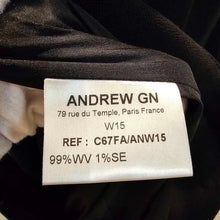 ANDREW GN
79 rue du Temple, Paris France
W15
REF : C67FA/ANW15
99%WV 1%SE